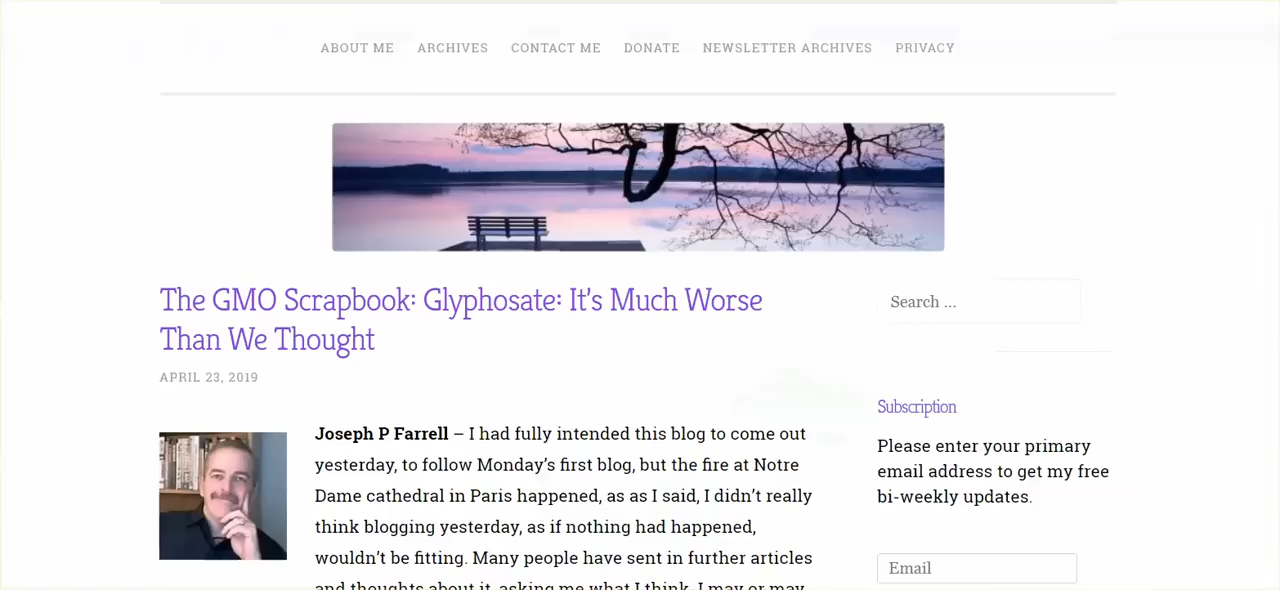 ABOUT ME ARCHIVES CONTACT ME DONATE NEWSLETTER ARCHIVES PRIVACY
The GMO Scrapbook: Glyphosate: It's Much Worse
Than We Thought
APRIL 23, 2019
Joseph P Farrell – I had fully intended this blog to come out
yesterday, to follow Monday's first blog, but the fire at Notre
Dame cathedral in Paris happened, as as I said, I didn't really
think blogging yesterday, as if nothing had happened,
wouldn't be fitting. Many people have sent in further articles
and thoughts about it, asking me what I think. I may or may
Search ...
Subscription
Please enter your primary
email address to get my free
bi-weekly updates.
Email